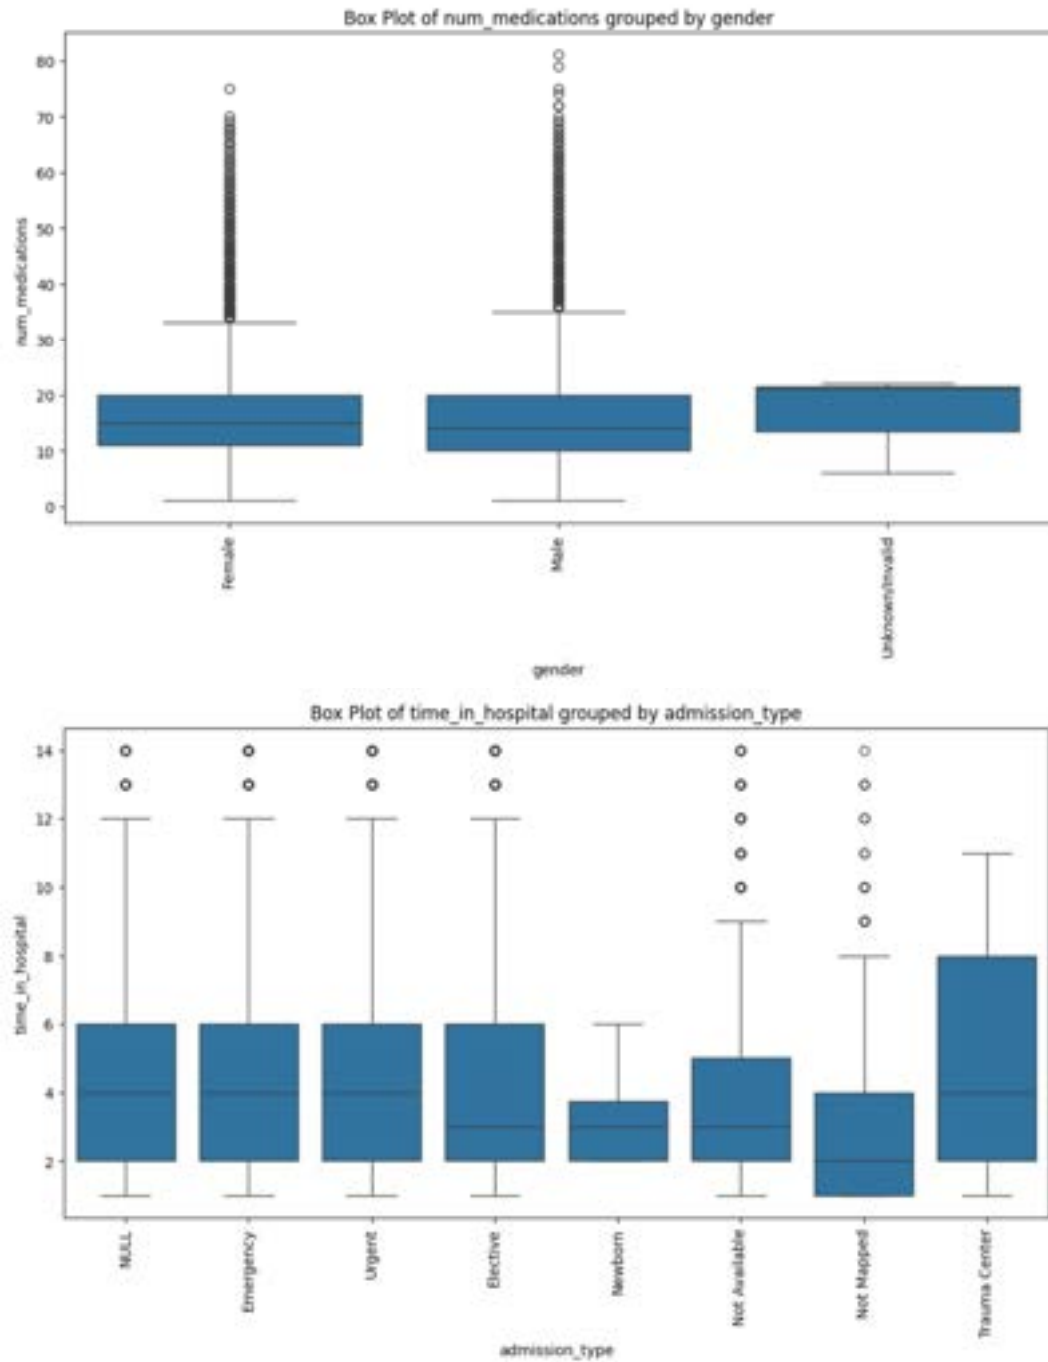 Box Plot of num_medications grouped by gender
80
70
60
50
40
30
20
10
0
num_medications
Female
Male
Unknown/Invalid
gender
Box Plot of time_in_hospital grouped by admission_type
14
12
10
8
6
4
2
time_in_hospital
NULL
Emergency
Urgent
Elective
Newborn
Not Available
Not Mapped
Trauma Center
admission_type